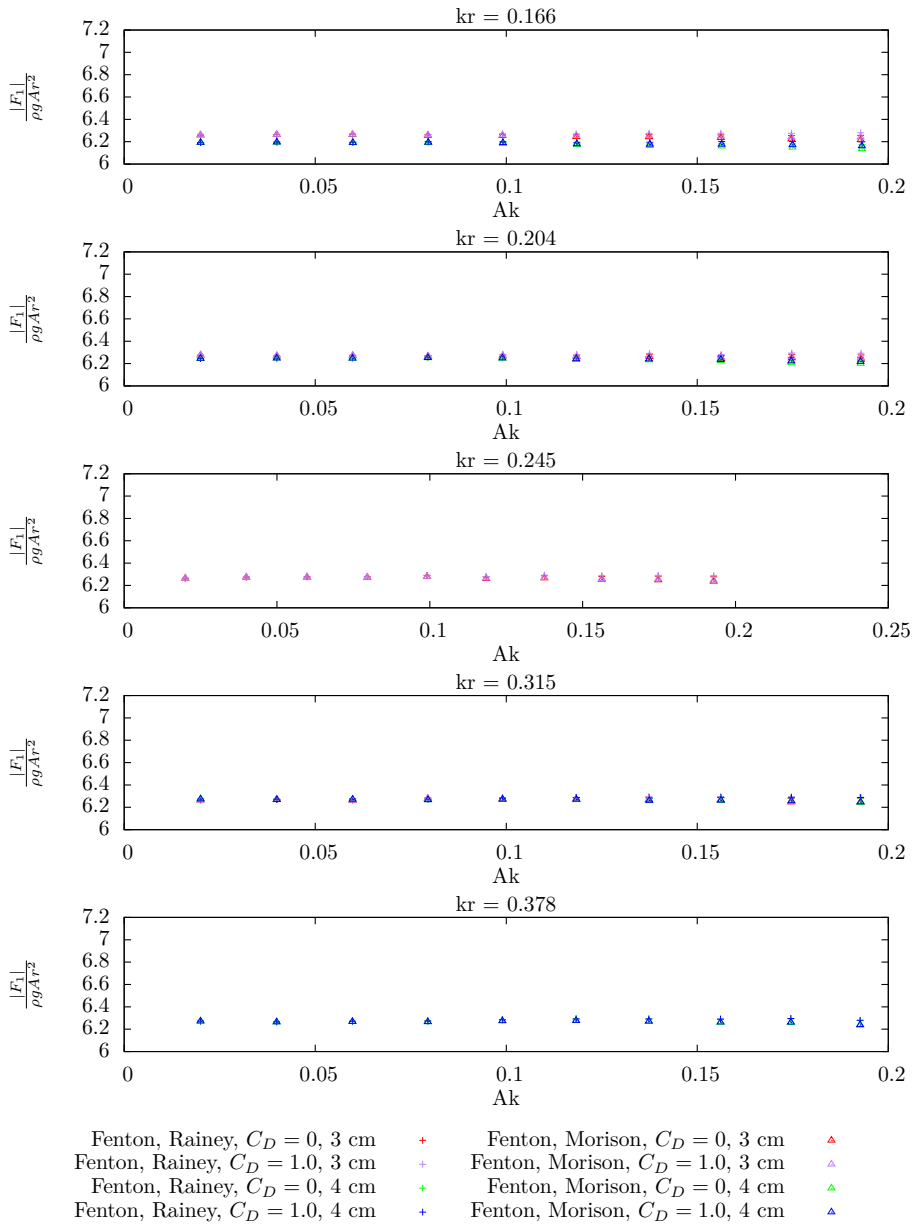 kr = 0.166
|F₁| / ρgAr²
7.2
7
6.8
6.6
6.4
6.2
6
0 0.05 0.1 0.15 0.2
Ak
kr = 0.204
|F₁| / ρgAr²
7.2
7
6.8
6.6
6.4
6.2
6
0 0.05 0.1 0.15 0.2
Ak
kr = 0.245
|F₁| / ρgAr²
7.2
7
6.8
6.6
6.4
6.2
6
0 0.05 0.1 0.15 0.2 0.25
Ak
kr = 0.315
|F₁| / ρgAr²
7.2
7
6.8
6.6
6.4
6.2
6
0 0.05 0.1 0.15 0.2
Ak
kr = 0.378
|F₁| / ρgAr²
7.2
7
6.8
6.6
6.4
6.2
6
0 0.05 0.1 0.15 0.2
Ak
Fenton, Rainey, C_D = 0, 3 cm
Fenton, Rainey, C_D = 1.0, 3 cm
Fenton, Rainey, C_D = 0, 4 cm
Fenton, Rainey, C_D = 1.0, 4 cm
Fenton, Morison, C_D = 0, 3 cm
Fenton, Morison, C_D = 1.0, 3 cm
Fenton, Morison, C_D = 0, 4 cm
Fenton, Morison, C_D = 1.0, 4 cm